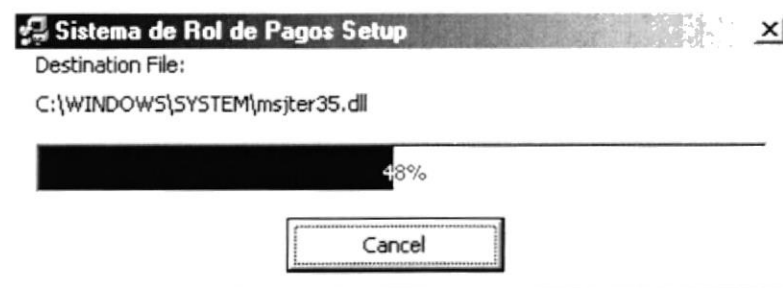 Sistema de Rol de Pagos Setup
Destination File:
C:\WINDOWS\SYSTEM\msjter35.dll
48%
Cancel